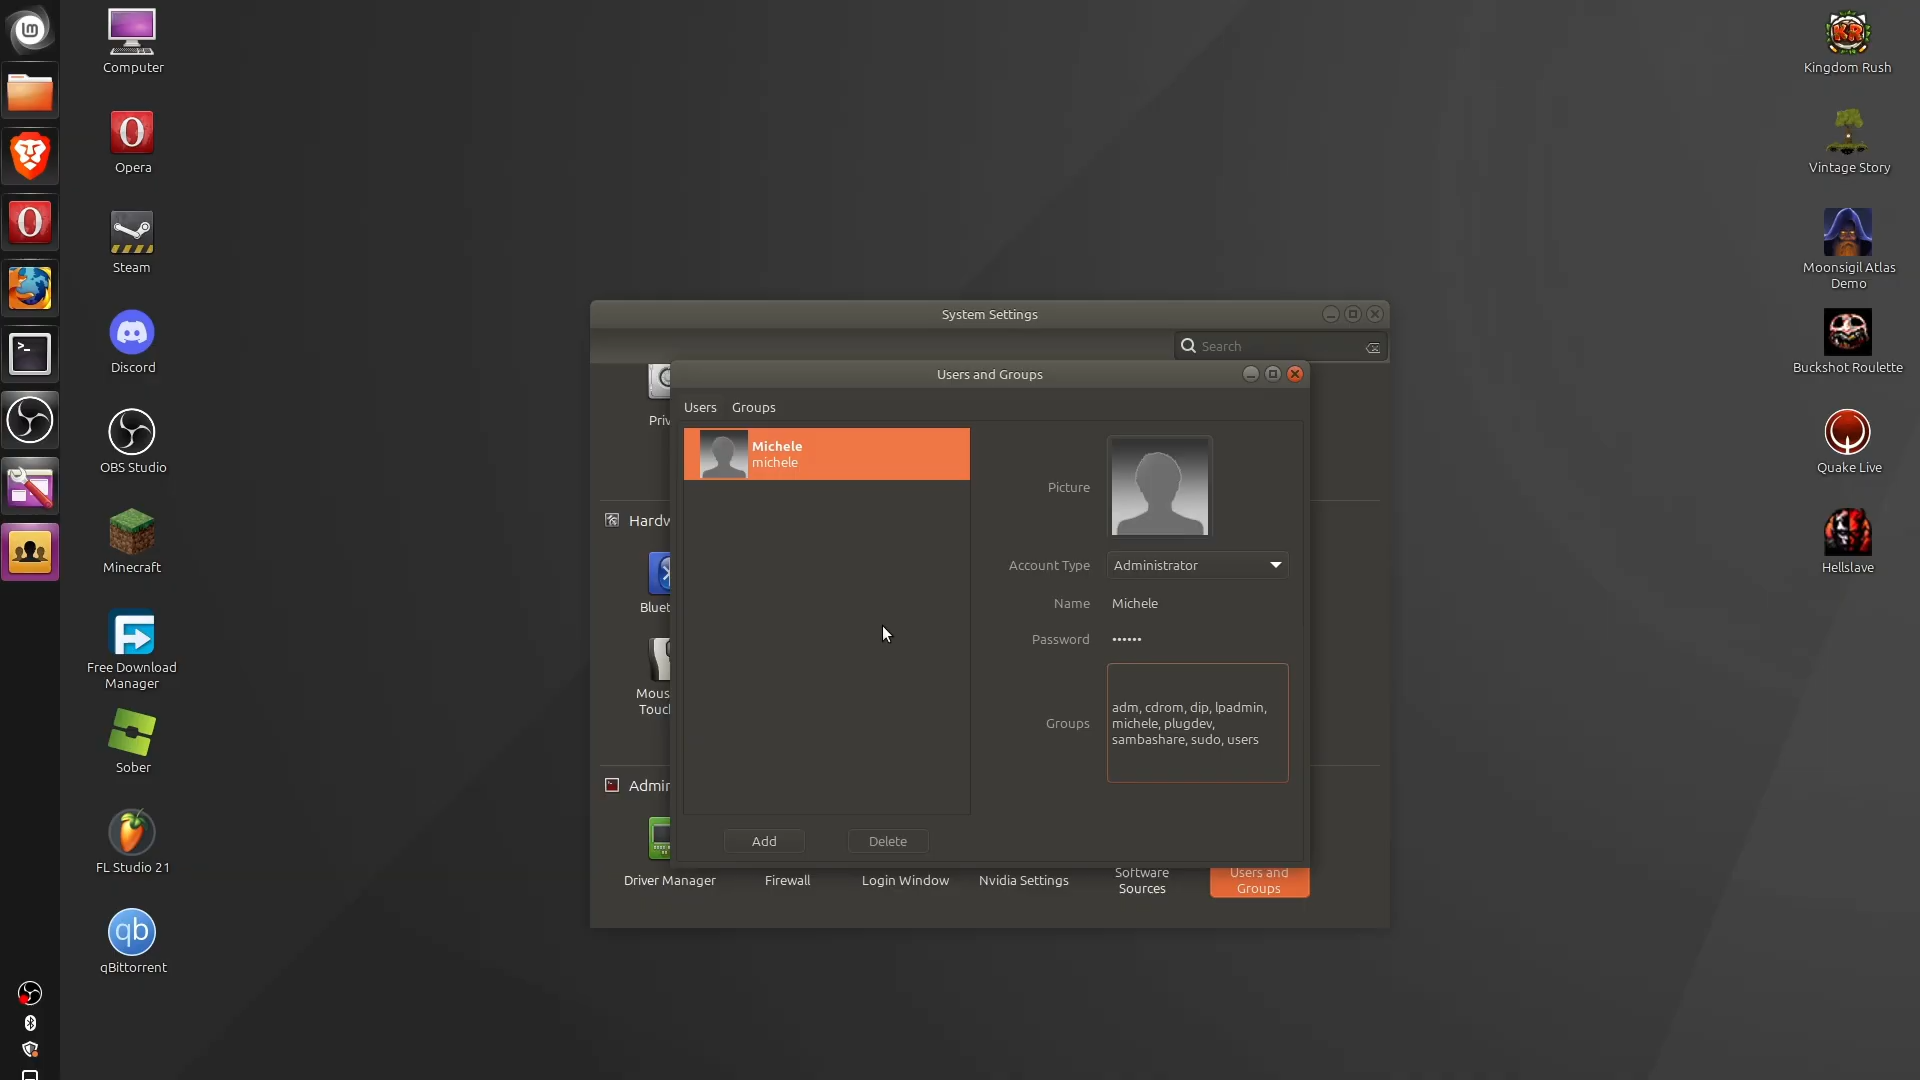 Computer
Opera
Steam
Discord
OBS Studio
Minecraft
Free Download
Manager
Sober
FL Studio 21
qb
qBittorrent
System Settings
Search
Users and Groups
Users
Groups
Michele
michele
Picture
Account Type
Administrator
Name
Michele
Password
••••••
Groups
adm, cdrom, dip, lpadmin,
michele, plugdev,
sambashare, sudo, users
Add
Delete
Priv
Hardw
Bluet
Mous
Touc
Admin
Driver Manager
Firewall
Login Window
Nvidia Settings
Software
Sources
Users and
Groups
KR
Kingdom Rush
Vintage Story
Moonsigil Atlas
Demo
Buckshot Roulette
Quake Live
Hellslave